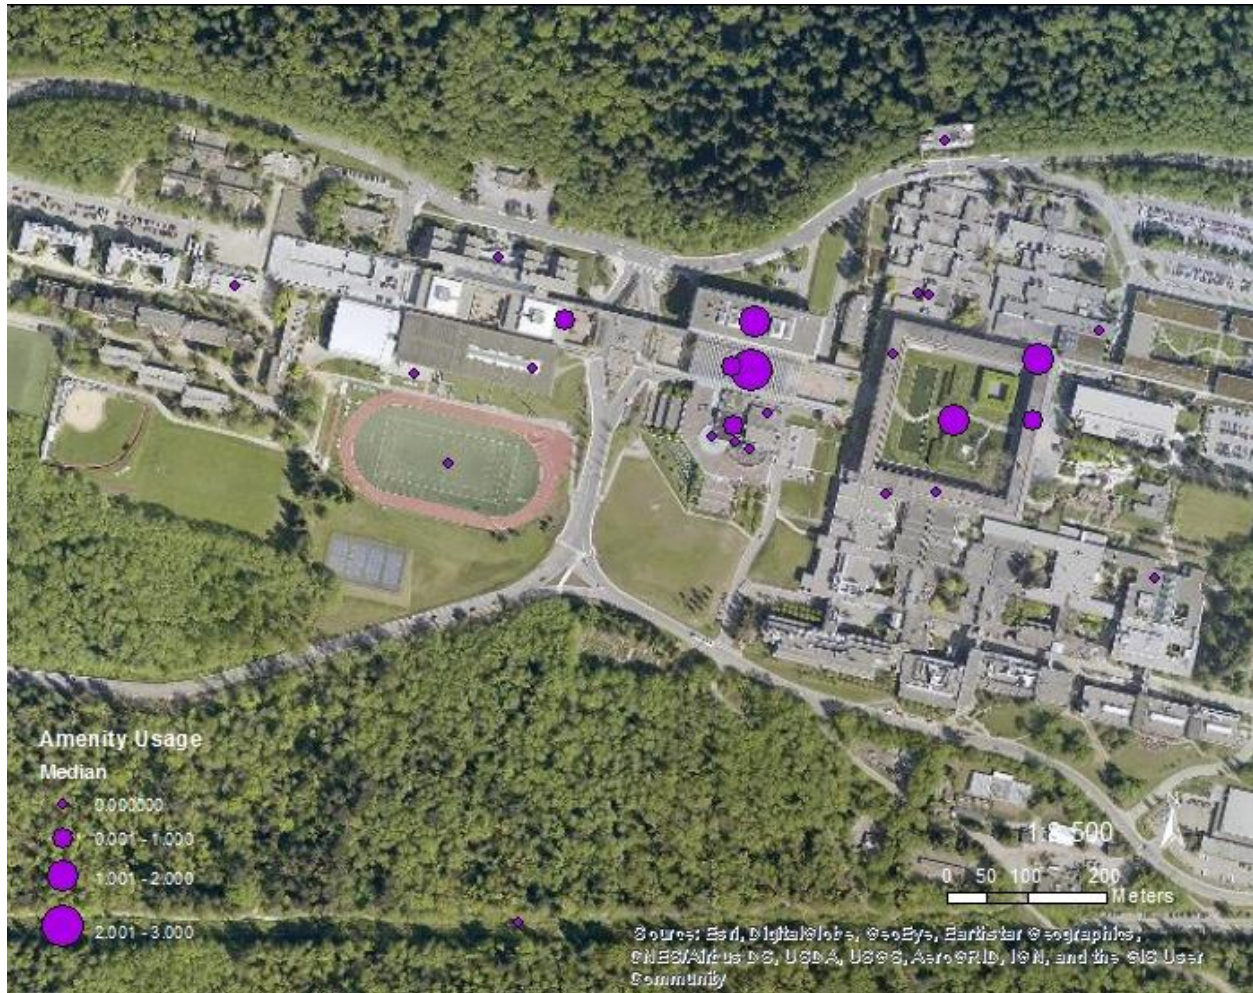 Amenity Usage
Median
0.000000
0.001 - 1.000
1.001 - 2.000
2.001 - 3.000
N
0 50 100 200
Meters
Source: Esri, DigitalGlobe, GeoEye, Earthstar Geographics,
CNES/Airbus DS, USDA, USGS, AeroGRID, IGN, and the GIS User
Community